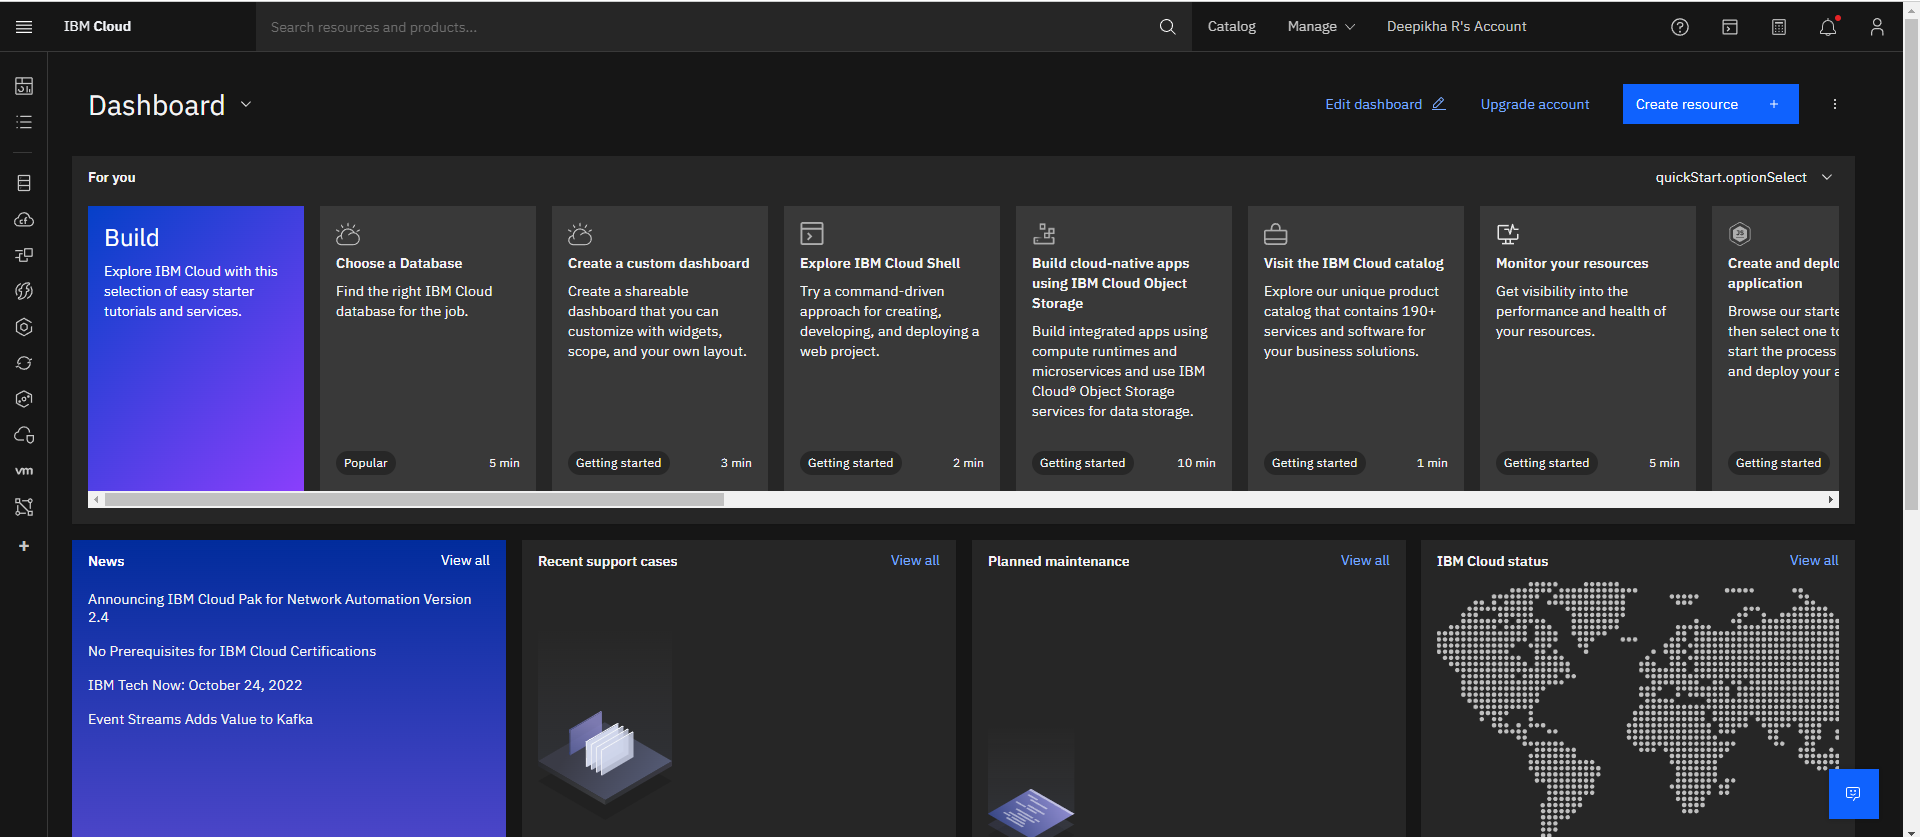 IBM Cloud
Search resources and products...
Catalog
Manage
Deepikha R's Account
Dashboard
Edit dashboard
Upgrade account
Create resource +
For you
quickStart.optionSelect
Build
Explore IBM Cloud with this
selection of easy starter
tutorials and services.
Choose a Database
Find the right IBM Cloud
database for the job.
Popular
5 min
Create a custom dashboard
Create a shareable
dashboard that you can
customize with widgets,
scope, and your own layout.
Getting started
3 min
Explore IBM Cloud Shell
Try a command-driven
approach for creating,
developing, and deploying a
web project.
Getting started
2 min
Build cloud-native apps
using IBM Cloud Object
Storage
Build integrated apps using
compute runtimes and
microservices and use IBM
Cloud® Object Storage
services for data storage.
Getting started
10 min
Visit the IBM Cloud catalog
Explore our unique product
catalog that contains 190+
services and software for
your business solutions.
Getting started
1 min
Monitor your resources
Get visibility into the
performance and health of
your resources.
Getting started
5 min
JS
Create and deplo
application
Browse our starte
then select one to
start the process
and deploy your a
Getting started
cf
vm
News
View all
Announcing IBM Cloud Pak for Network Automation Version
2.4
No Prerequisites for IBM Cloud Certifications
IBM Tech Now: October 24, 2022
Event Streams Adds Value to Kafka
Recent support cases
View all
Planned maintenance
View all
IBM Cloud status
View all